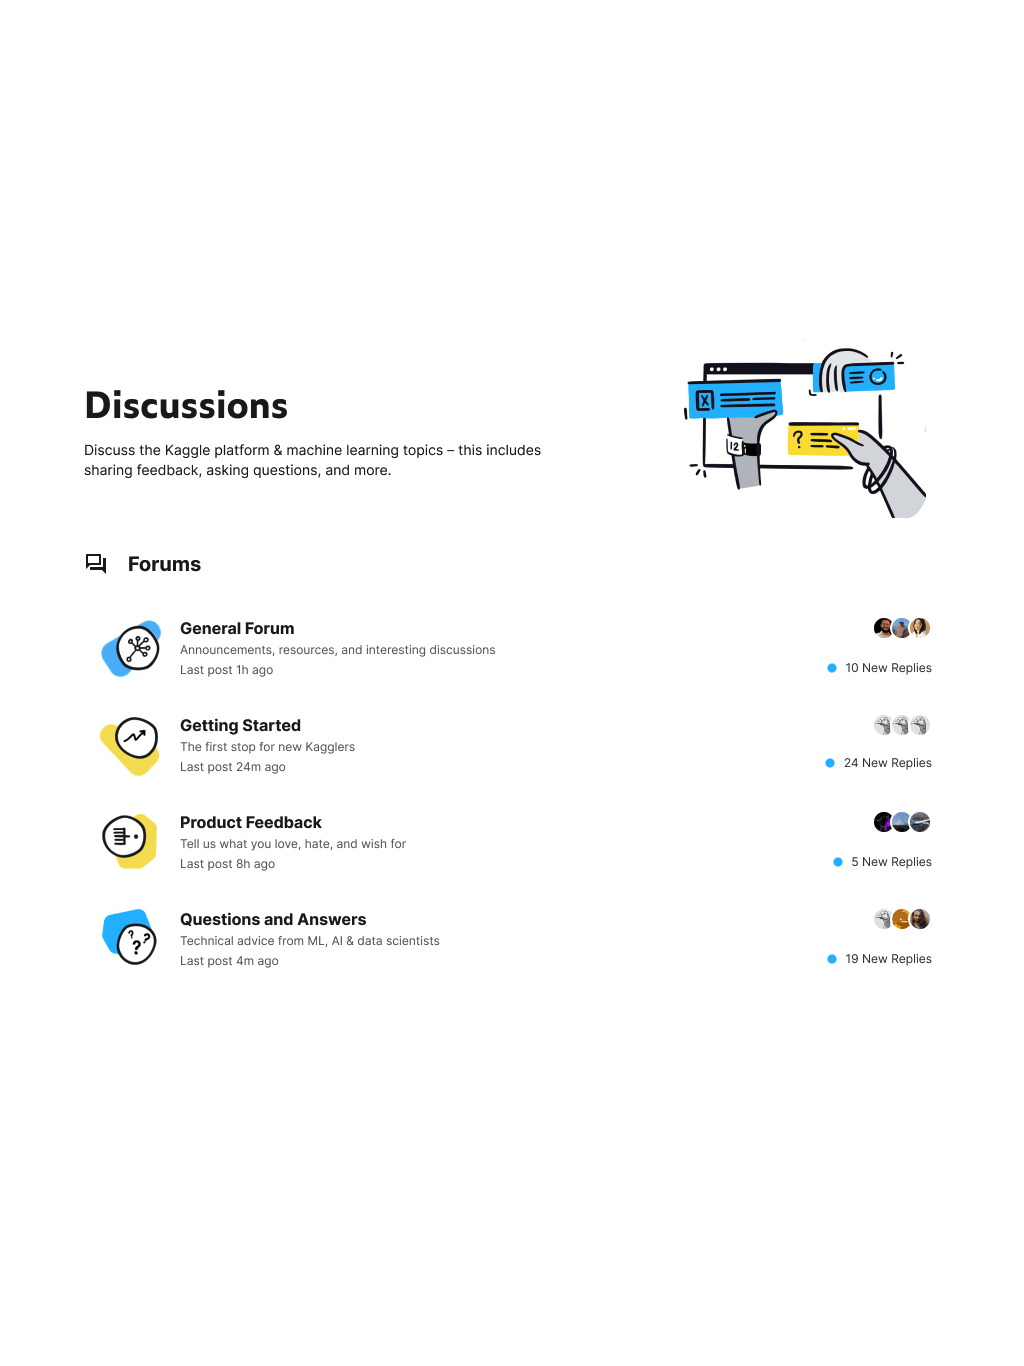 Discussions
Discuss the Kaggle platform & machine learning topics – this includes
sharing feedback, asking questions, and more.
X
12
?
Forums
General Forum
Announcements, resources, and interesting discussions
Last post 1h ago
10 New Replies
Getting Started
The first stop for new Kagglers
Last post 24m ago
24 New Replies
Product Feedback
Tell us what you love, hate, and wish for
Last post 8h ago
5 New Replies
? ? ?
Questions and Answers
Technical advice from ML, AI & data scientists
Last post 4m ago
19 New Replies